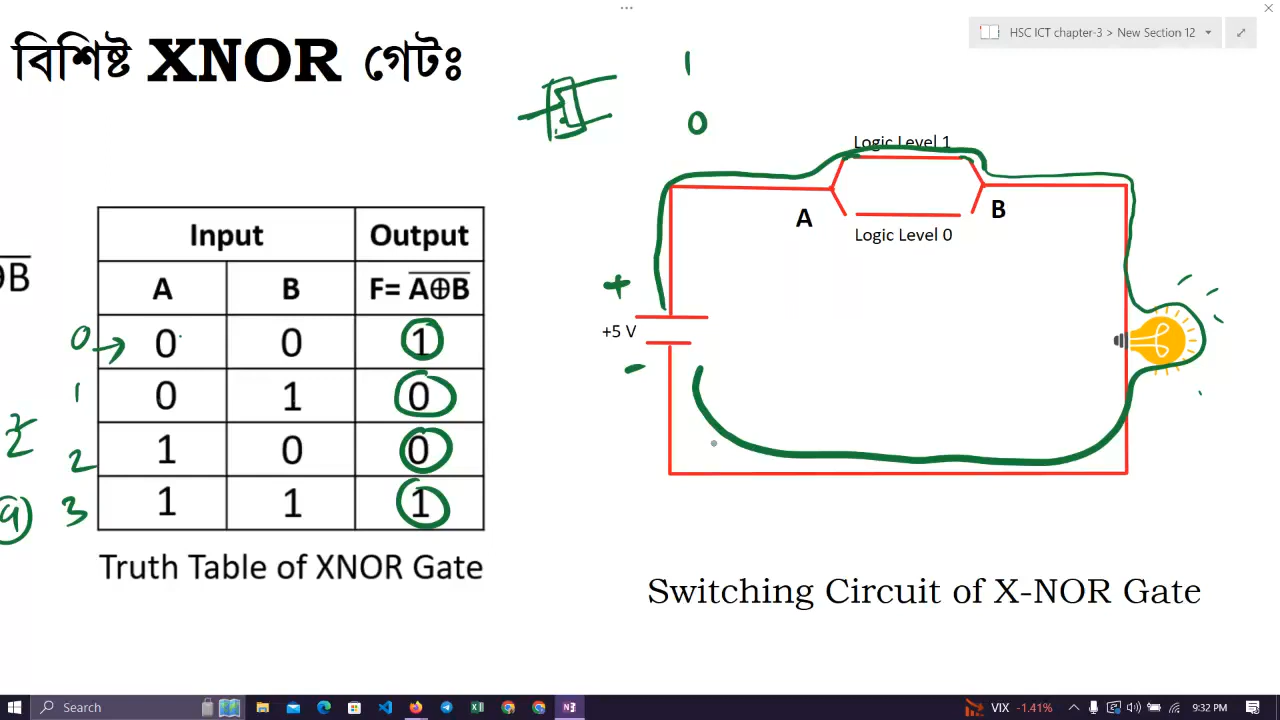 HSC ICT chapter-3 > New Section 12
বিশিষ্ট XNOR গেটঃ
1
0
Logic Level 1
A
B
Logic Level 0
+
+5 V
-
⊕B
Input Output
A B F= A⊕B
0 0 0 1
1 0 1 0
2 1 0 0
3 1 1 1
Truth Table of XNOR Gate
Switching Circuit of X-NOR Gate
Search
VIX -1.41%
9:32 PM